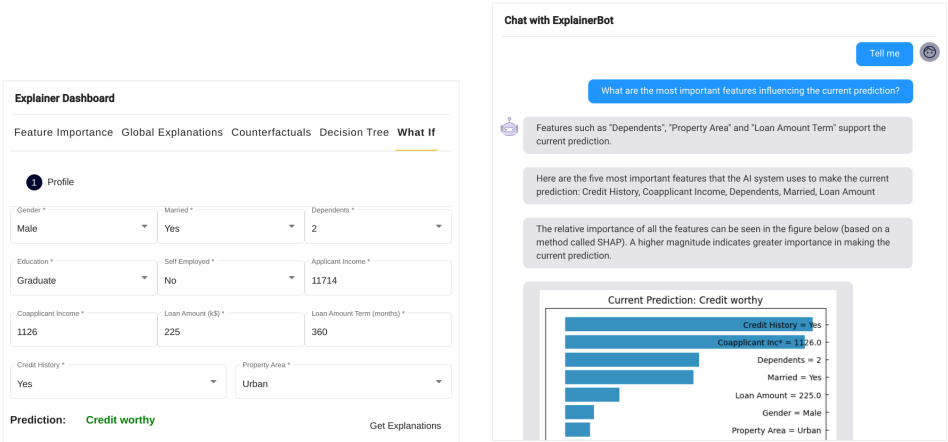 Explainer Dashboard
Feature Importance Global Explanations Counterfactuals Decision Tree What If
1 Profile
Gender * Married * Dependents *
Male Yes 2
Education * Self Employed * Applicant Income *
Graduate No 11714
Coapplicant Income * Loan Amount (k$) * Loan Amount Term (months) *
1126 225 360
Credit History * Property Area *
Yes Urban
Prediction: Credit worthy
Get Explanations
Chat with ExplainerBot
Tell me
What are the most important features influencing the current prediction?
Features such as "Dependents", "Property Area" and "Loan Amount Term" support the
current prediction.
Here are the five most important features that the AI system uses to make the current
prediction: Credit History, Coapplicant Income, Dependents, Married, Loan Amount
The relative importance of all the features can be seen in the figure below (based on a
method called SHAP). A higher magnitude indicates greater importance in making the
current prediction.
Current Prediction: Credit worthy
Credit History = Yes
Coapplicant Inc* = 1126.0
Dependents = 2
Married = Yes
Loan Amount = 225.0
Gender = Male
Property Area = Urban